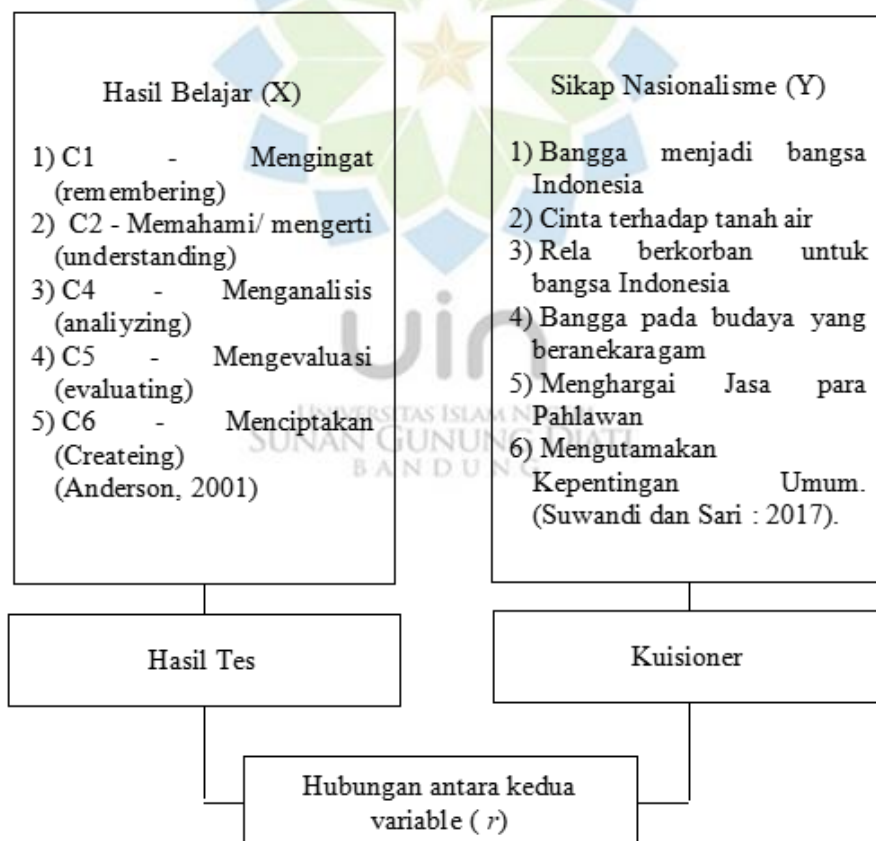 Hasil Belajar (X)
1) C1 - Mengingat
(remembering)
2) C2 - Memahami/ mengerti
(understanding)
3) C4 - Menganalisis
(analiyzing)
4) C5 - Mengevaluasi
(evaluating)
5) C6 - Menciptakan
(Createing)
(Anderson, 2001)
Sikap Nasionalisme (Y)
1) Bangga menjadi bangsa
Indonesia
2) Cinta terhadap tanah air
3) Rela berkorban untuk
bangsa Indonesia
4) Bangga pada budaya yang
beranekaragam
5) Menghargai Jasa para
Pahlawan
6) Mengutamakan
Kepentingan Umum.
(Suwandi dan Sari : 2017).
uin
UNIVERSITAS ISLAM NEGERI
SUNAN GUNUNG DJATI
BANDUNG
Hasil Tes
Kuisioner
Hubungan antara kedua
variable ( r)